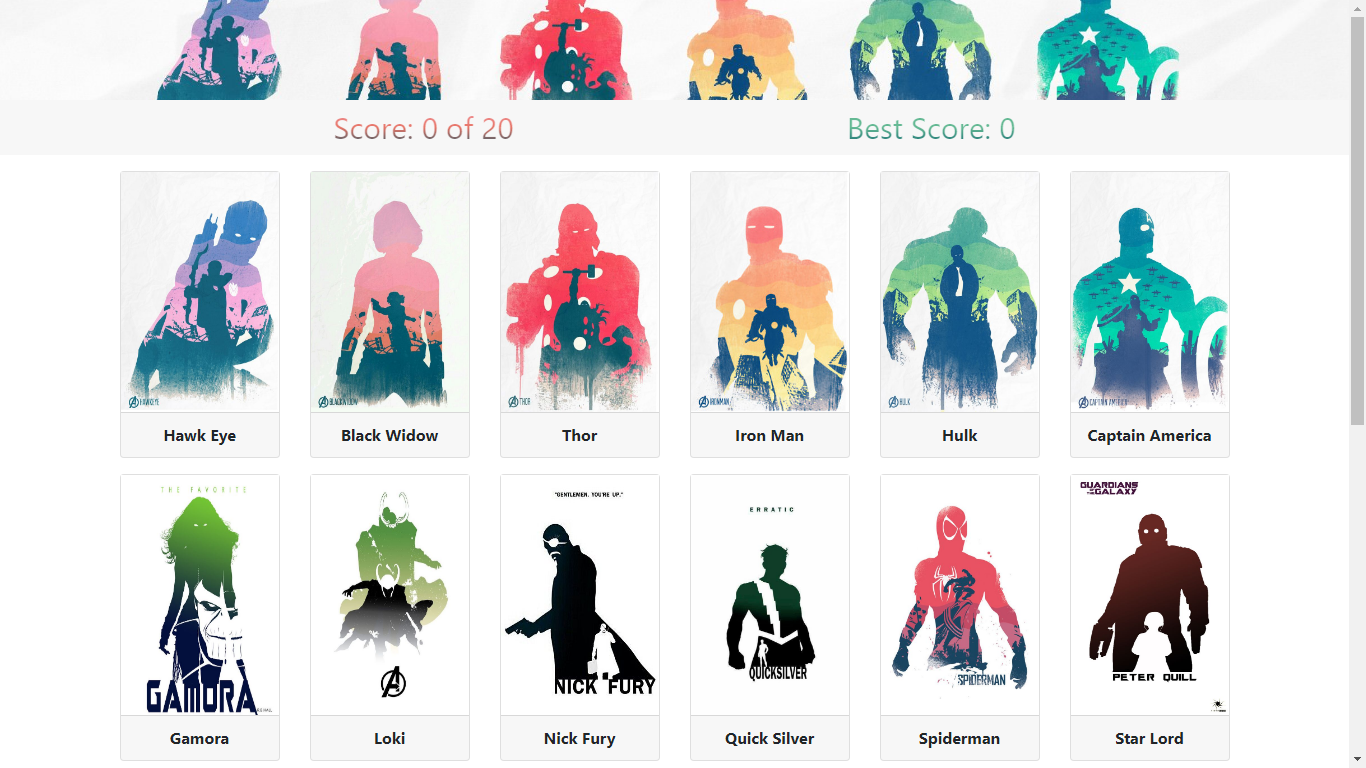 Score: 0 of 20
Best Score: 0
HAWKEYE
BLACK WIDOW
THOR
IRONMAN
HULK
CAPTAIN AMERICA
Hawk Eye
Black Widow
Thor
Iron Man
Hulk
Captain America
THE FAVORITE
GAMORA
"GENTLEMEN, YOU'RE UP."
NICK FURY
ERRATIC
QUICKSILVER
SPIDERMAN
GUARDIANS
OF THE
GALAXY
PETER QUILL
Gamora
Loki
Nick Fury
Quick Silver
Spiderman
Star Lord